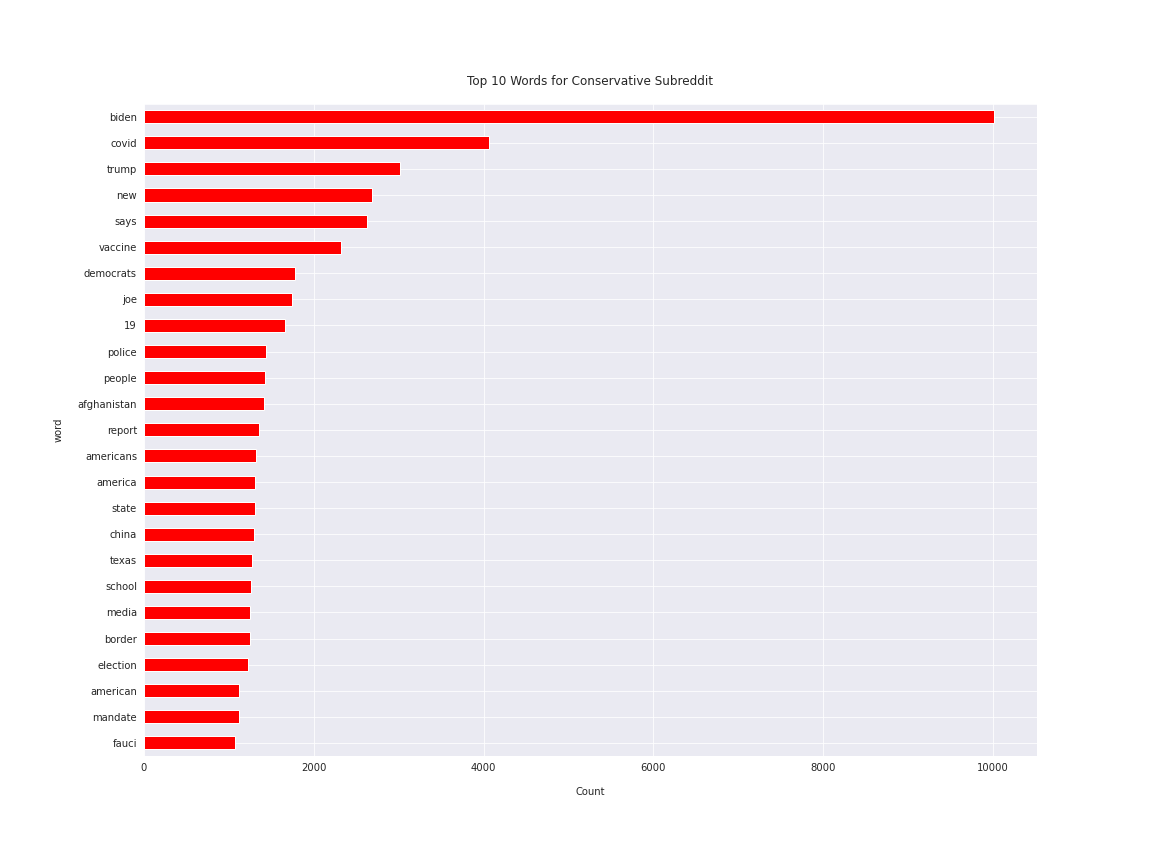 Top 10 Words for Conservative Subreddit
biden
covid
trump
new
says
vaccine
democrats
joe
19
police
people
afghanistan
report
americans
america
state
china
texas
school
media
border
election
american
mandate
fauci
word
0 2000 4000 6000 8000 10000
Count